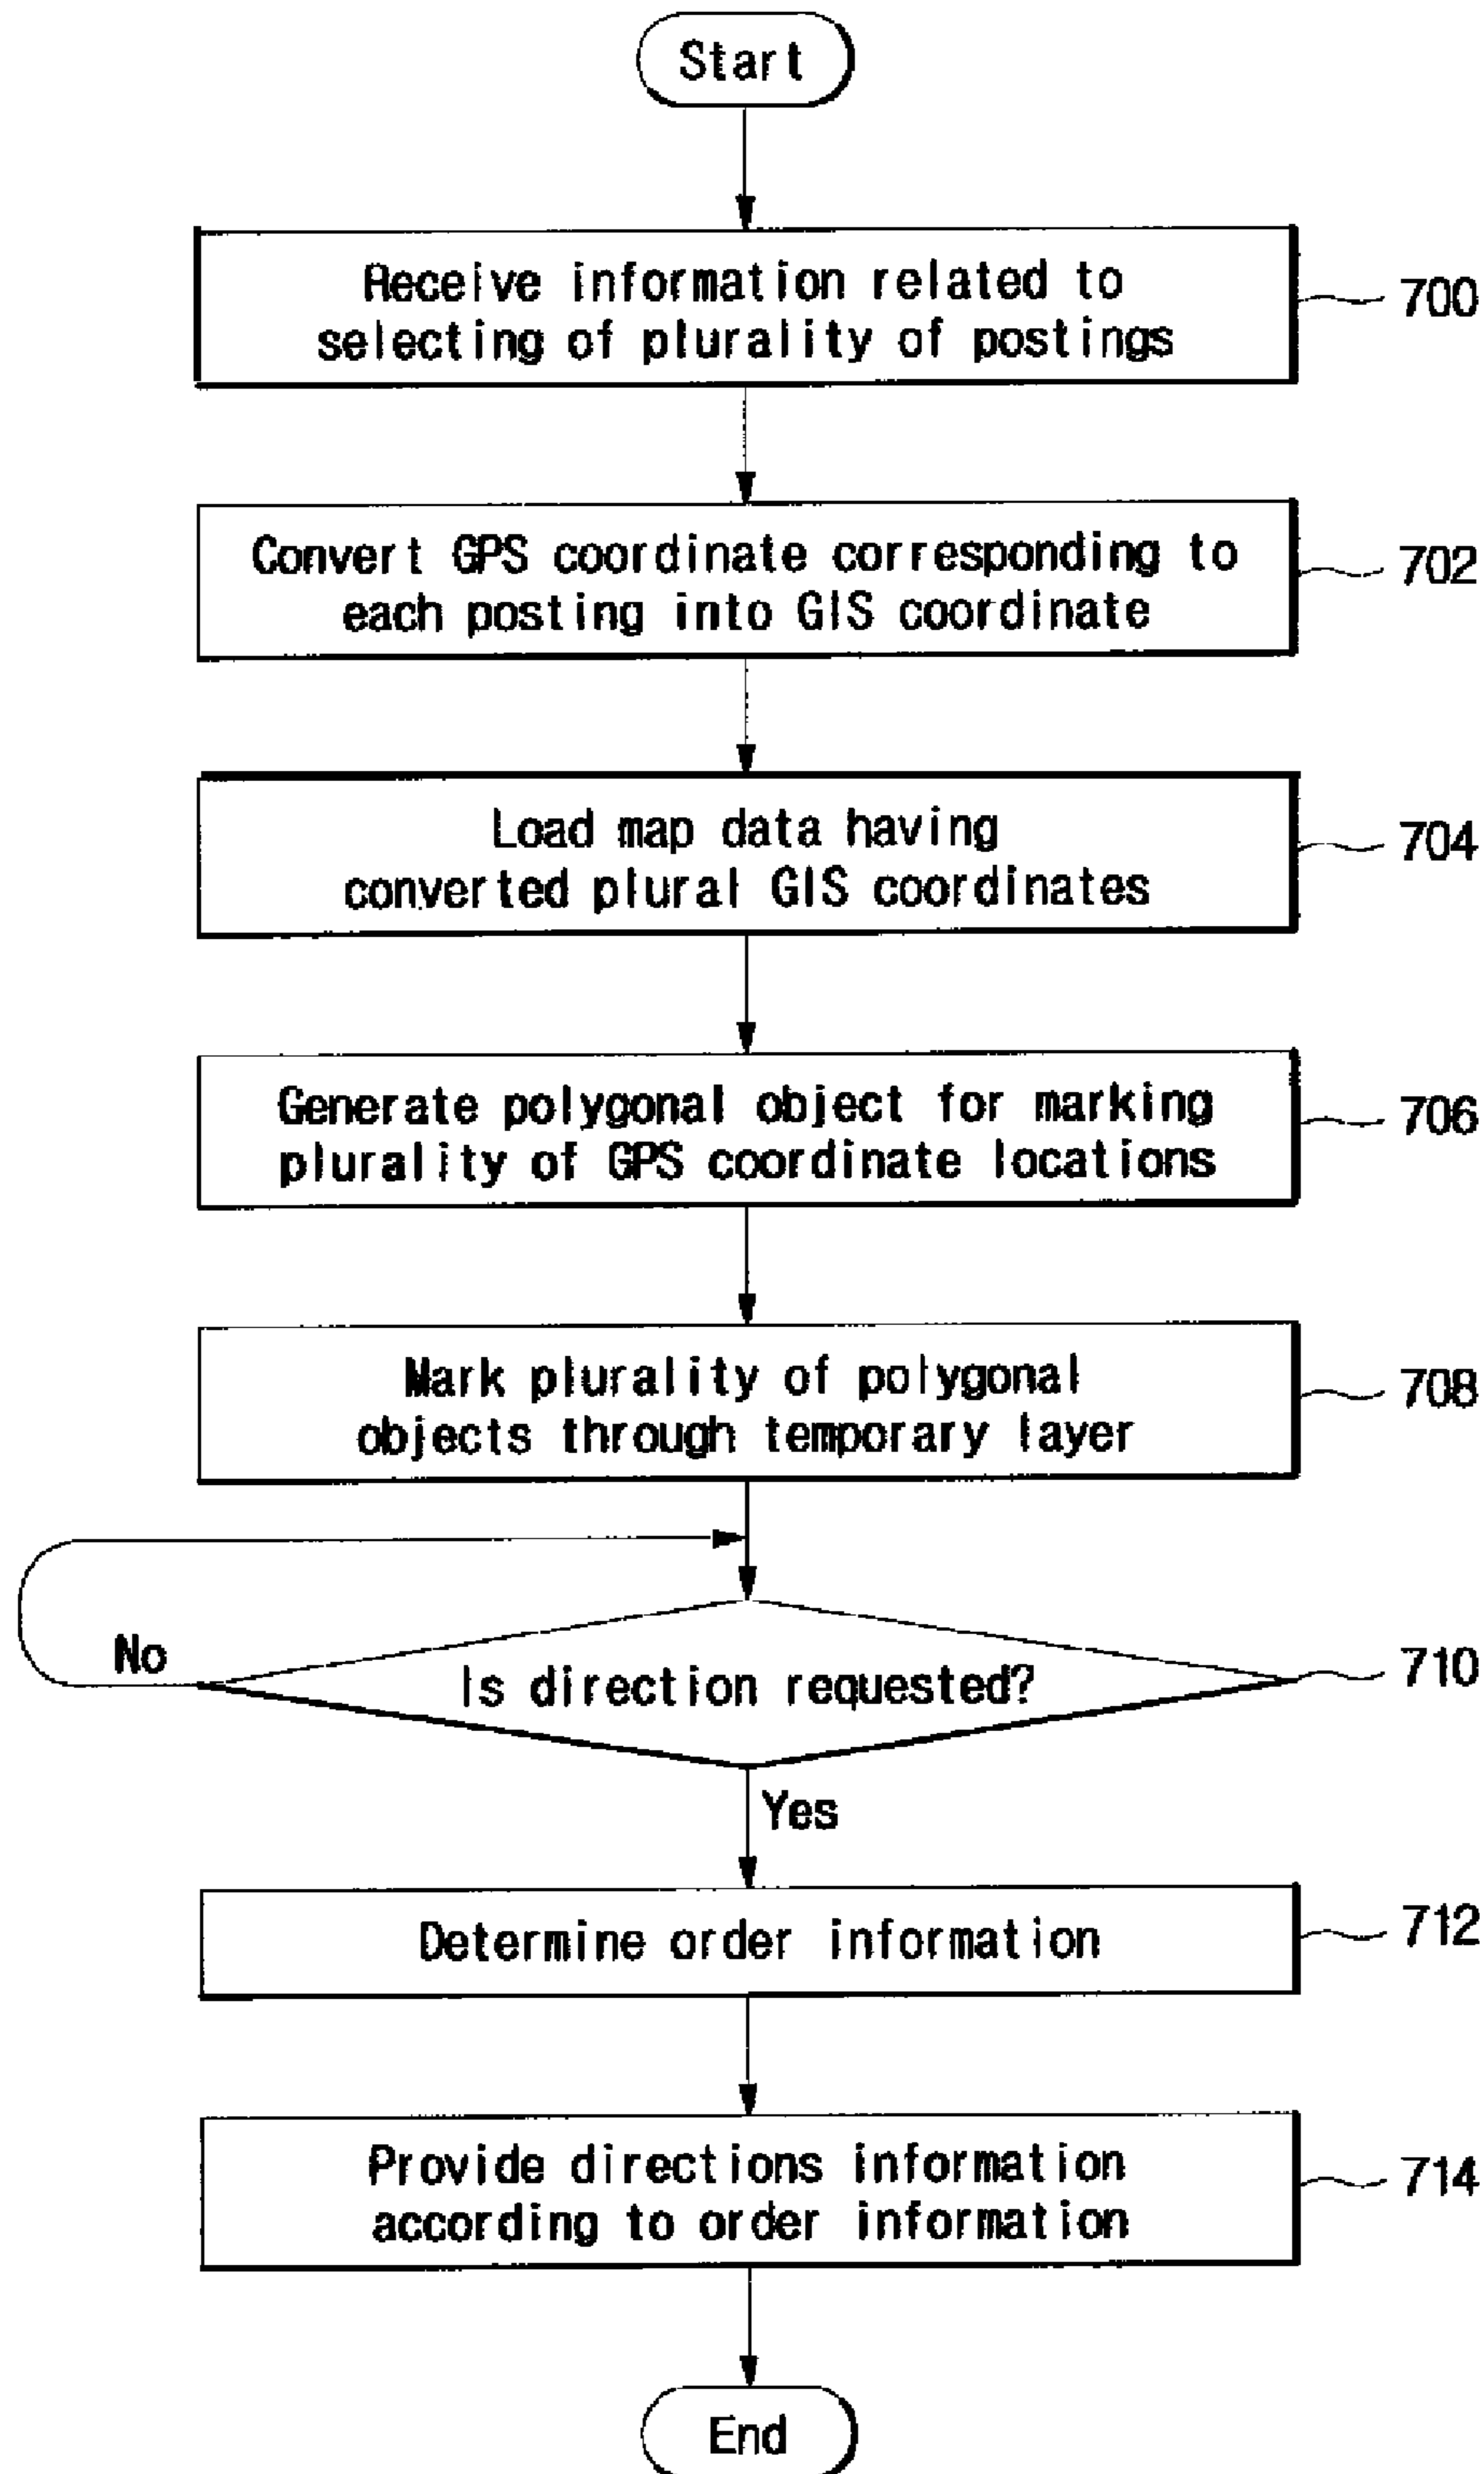 Start
Receive information related to
selecting of plurality of postings
700
Convert GPS coordinate corresponding to
each posting into GIS coordinate
702
Load map data having
converted plural GIS coordinates
704
Generate polygonal object for marking
plurality of GPS coordinate locations
706
Mark plurality of polygonal
objects through temporary layer
708
No
Is direction requested?
710
Yes
Determine order information
712
Provide directions information
according to order information
714
End